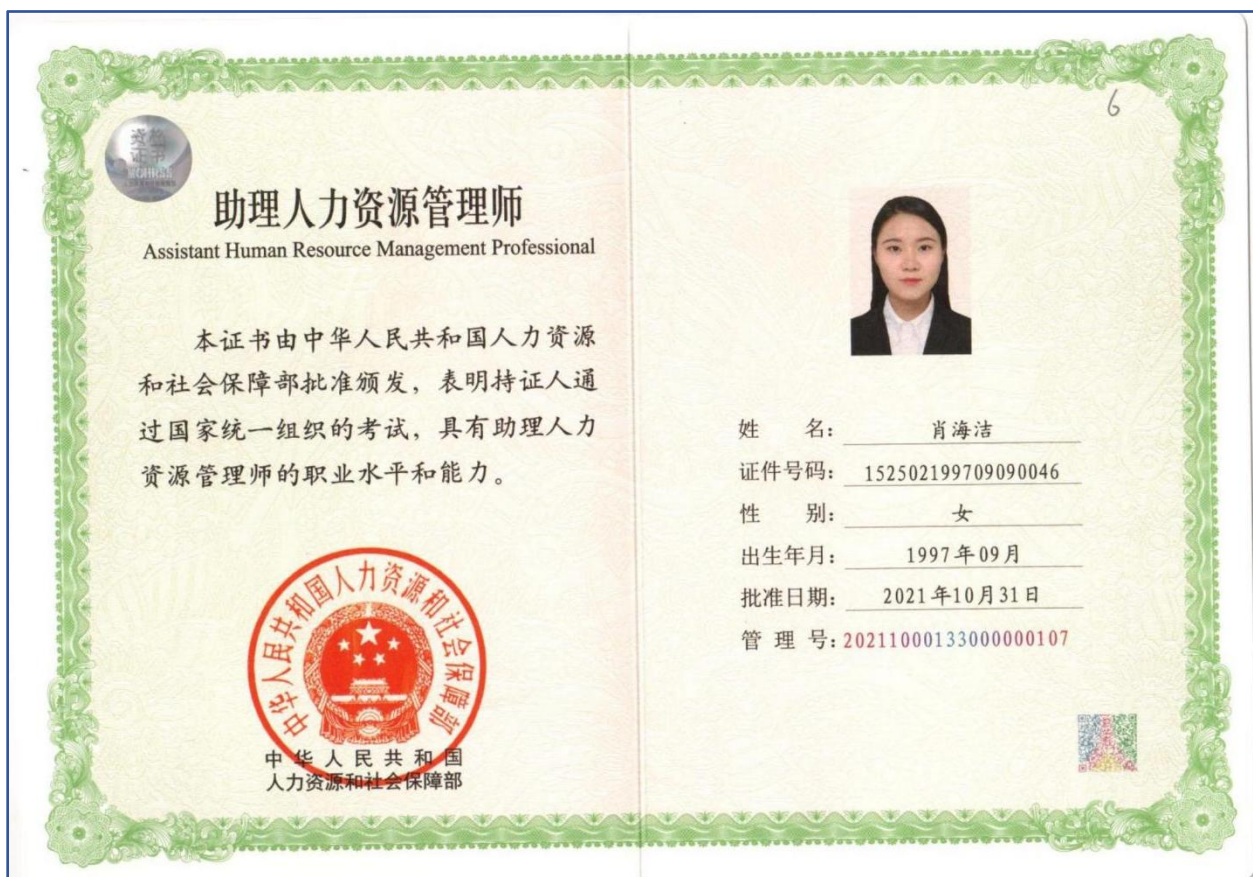 资格
证书
MOHRSS
助理人力资源管理师
Assistant Human Resource Management Professional
本证书由中华人民共和国人力资源
和社会保障部批准颁发，表明持证人通
过国家统一组织的考试，具有助理人力
资源管理师的职业水平和能力。
中华人民共和国人力资源和社会保障部
中华人民共和国
人力资源和社会保障部
6
姓名：肖海洁
证件号码：152502199709090046
性别：女
出生年月：1997年09月
批准日期：2021年10月31日
管理号：20211000133000000107